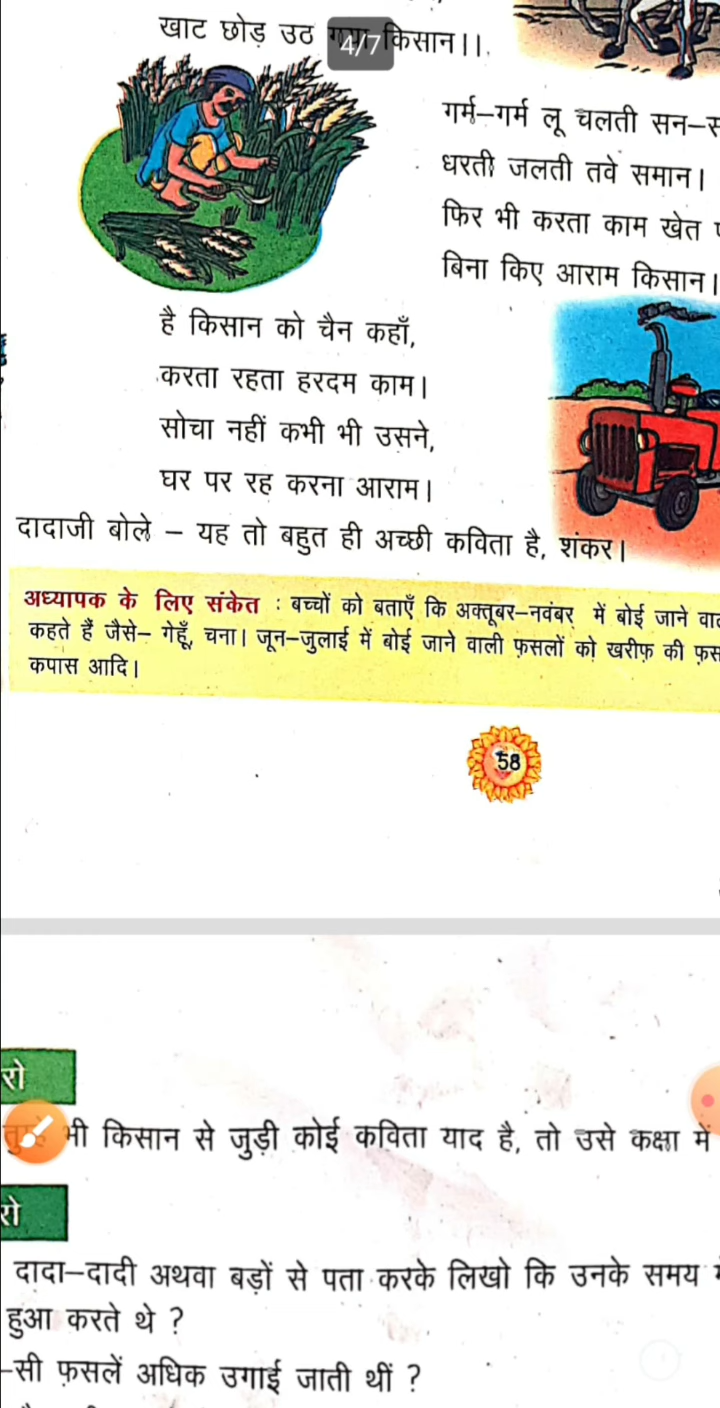 खाट छोड़ उठ किसान।।
4/7
गर्म-गर्म लू चलती सन-
धरती जलती तवे समान।
फिर भी करता काम खेत
बिना किए आराम किसान।
है किसान को चैन कहाँ,
करता रहता हरदम काम।
सोचा नहीं कभी भी उसने,
घर पर रह करना आराम।
दादाजी बोले – यह तो बहुत ही अच्छी कविता है, शंकर।
अध्यापक के लिए संकेत : बच्चों को बताएँ कि अक्तूबर-नवंबर में बोई जाने
कहते हैं जैसे- गेहूँ, चना। जून-जुलाई में बोई जाने वाली फ़सलों को खरीफ़ की
कपास आदि।
58
रो
भी किसान से जुड़ी कोई कविता याद है, तो उसे कक्षा में
रो
दादा-दादी अथवा बड़ों से पता करके लिखो कि उनके समय
हुआ करते थे ?
-सी फ़सलें अधिक उगाई जाती थीं ?